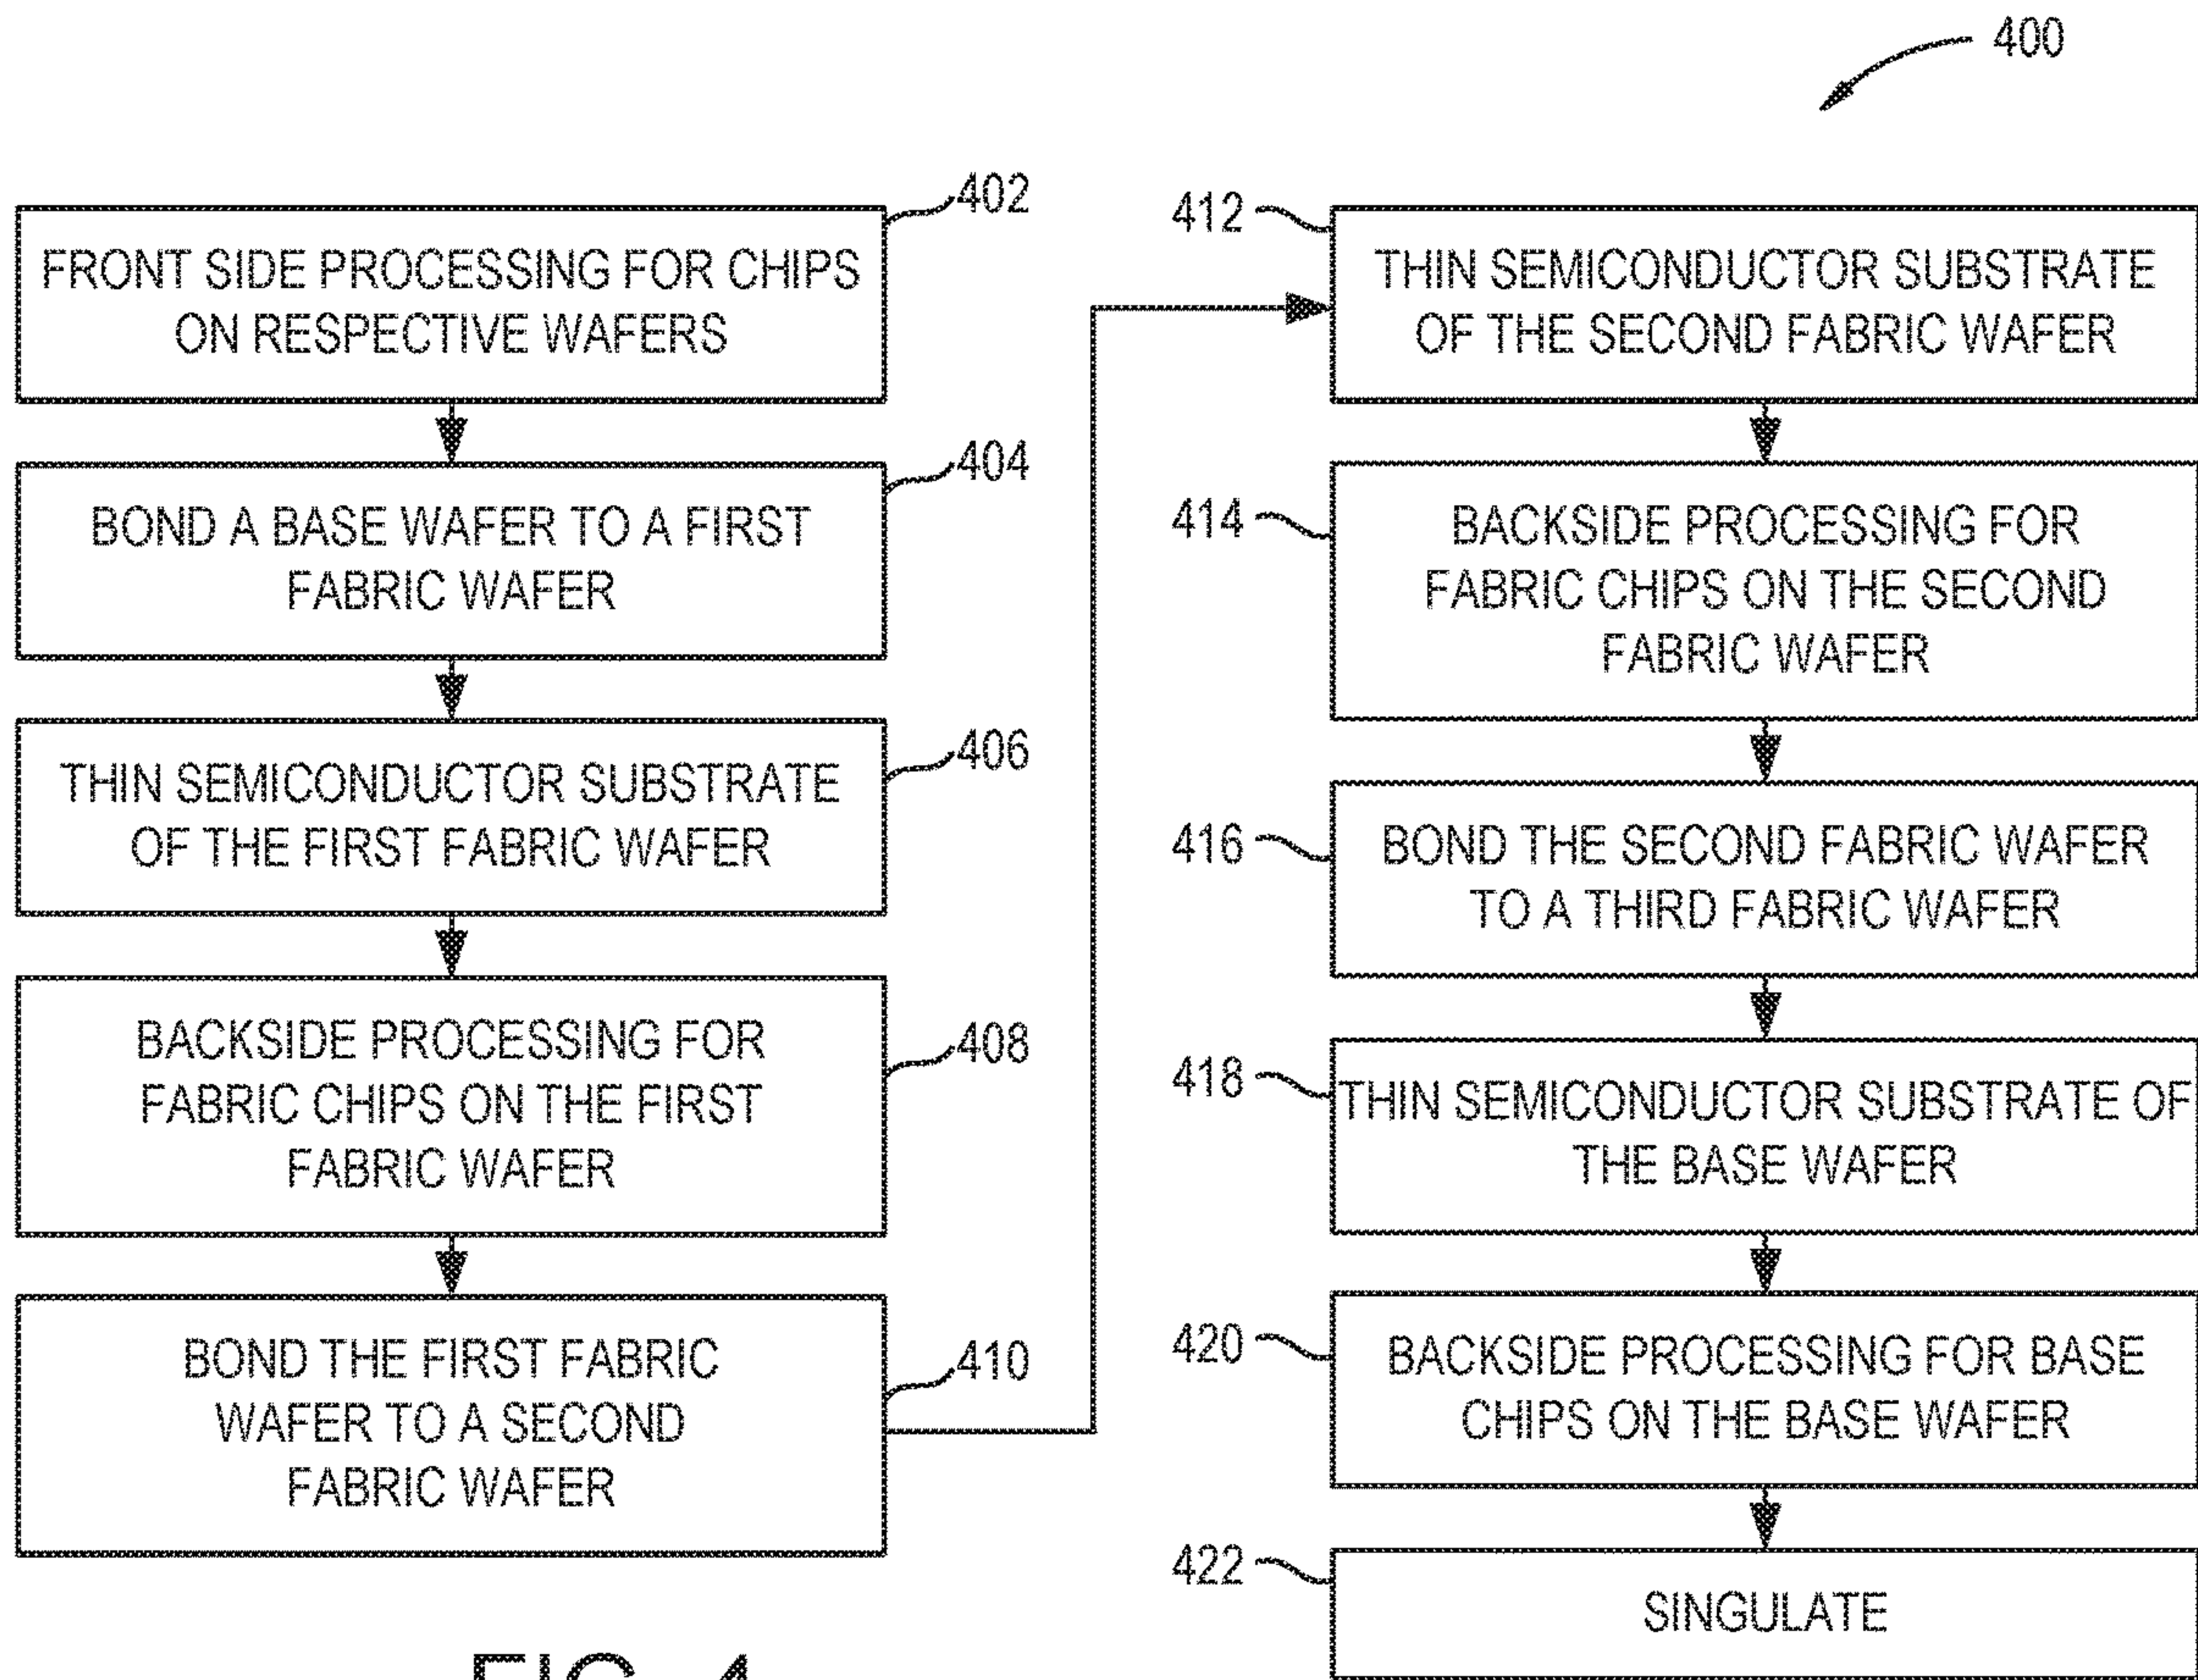 400
402
FRONT SIDE PROCESSING FOR CHIPS
ON RESPECTIVE WAFERS
404
BOND A BASE WAFER TO A FIRST
FABRIC WAFER
406
THIN SEMICONDUCTOR SUBSTRATE
OF THE FIRST FABRIC WAFER
408
BACKSIDE PROCESSING FOR
FABRIC CHIPS ON THE FIRST
FABRIC WAFER
410
BOND THE FIRST FABRIC
WAFER TO A SECOND
FABRIC WAFER
412
THIN SEMICONDUCTOR SUBSTRATE
OF THE SECOND FABRIC WAFER
414
BACKSIDE PROCESSING FOR
FABRIC CHIPS ON THE SECOND
FABRIC WAFER
416
BOND THE SECOND FABRIC WAFER
TO A THIRD FABRIC WAFER
418
THIN SEMICONDUCTOR SUBSTRATE OF
THE BASE WAFER
420
BACKSIDE PROCESSING FOR BASE
CHIPS ON THE BASE WAFER
422
SINGULATE
FIG. 4